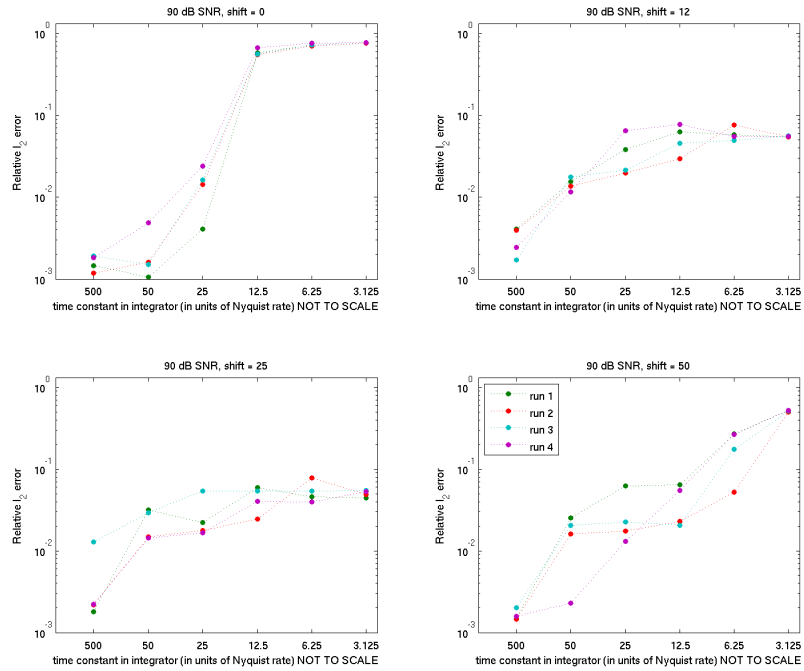 90 dB SNR, shift = 0
10^0
10^-1
10^-2
10^-3
Relative l_2 error
500 50 25 12.5 6.25 3.125
time constant in integrator (in units of Nyquist rate) NOT TO SCALE
90 dB SNR, shift = 12
10^0
10^-1
10^-2
10^-3
Relative l_2 error
500 50 25 12.5 6.25 3.125
time constant in integrator (in units of Nyquist rate) NOT TO SCALE
90 dB SNR, shift = 25
10^0
10^-1
10^-2
10^-3
Relative l_2 error
500 50 25 12.5 6.25 3.125
time constant in integrator (in units of Nyquist rate) NOT TO SCALE
90 dB SNR, shift = 50
10^0
10^-1
10^-2
10^-3
Relative l_2 error
run 1
run 2
run 3
run 4
500 50 25 12.5 6.25 3.125
time constant in integrator (in units of Nyquist rate) NOT TO SCALE